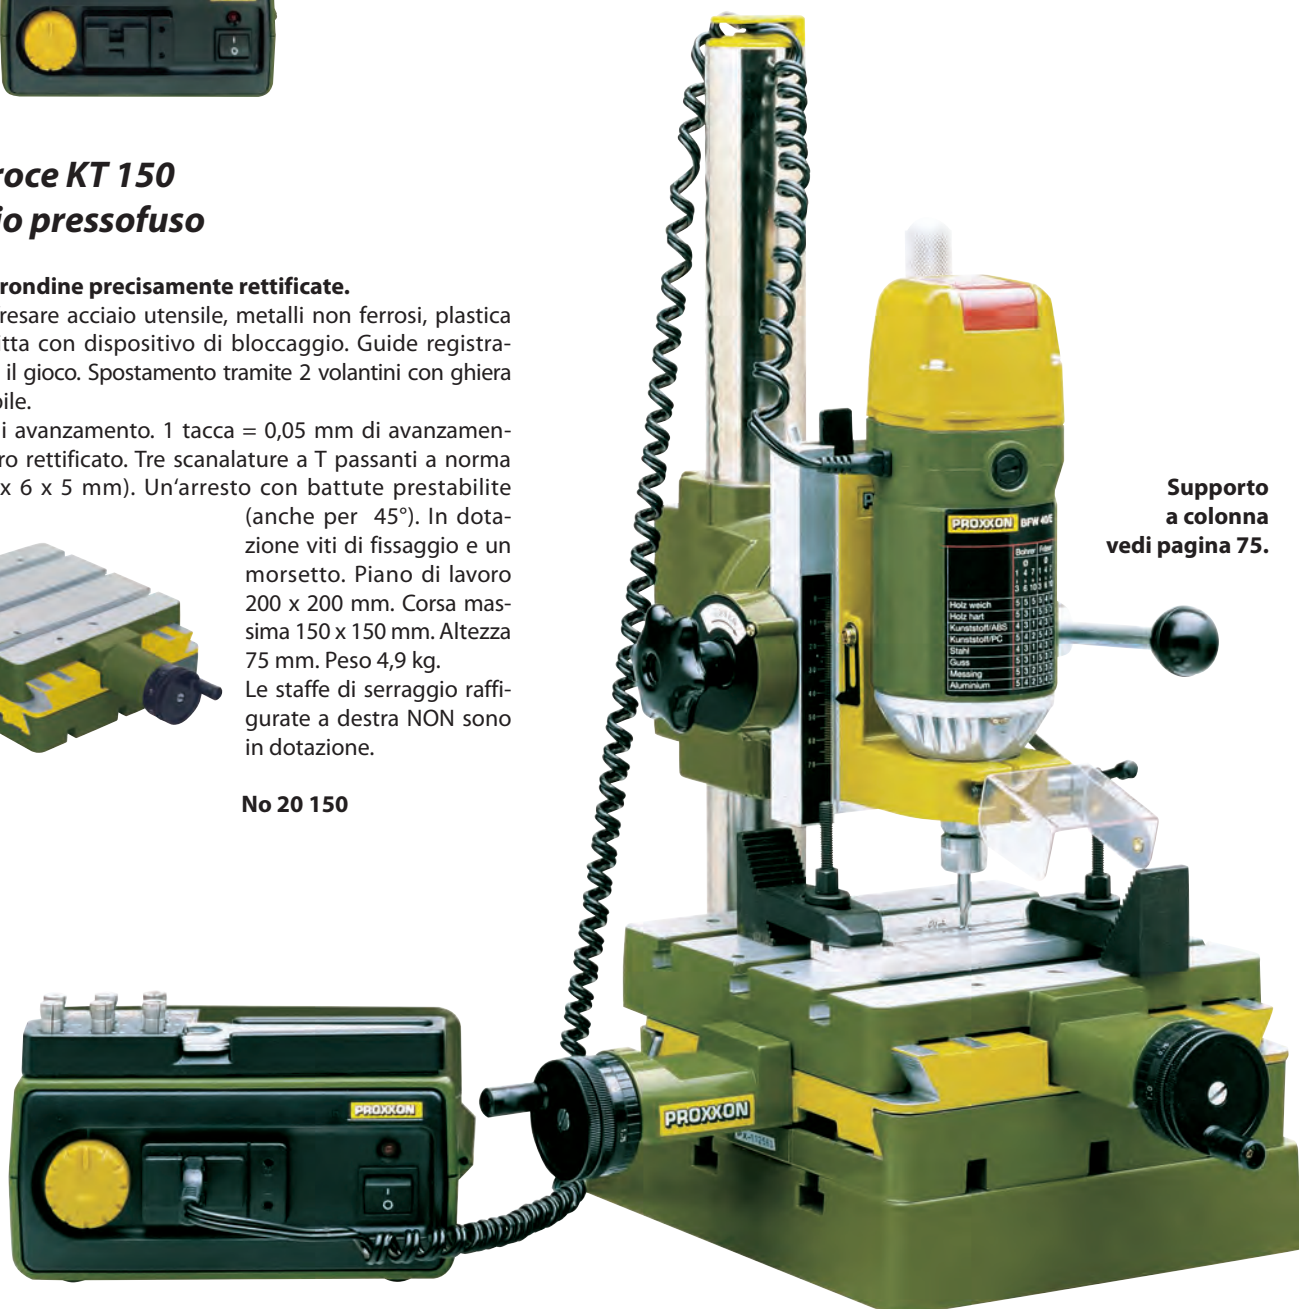 roce KT 150
io pressofuso
rondine precisamente rettificate.
resare acciaio utensile, metalli non ferrosi, plastica
itta con dispositivo di bloccaggio. Guide registra-
il gioco. Spostamento tramite 2 volantini con ghiera
bile.
i avanzamento. 1 tacca = 0,05 mm di avanzamen-
ro rettificato. Tre scanalature a T passanti a norma
x 6 x 5 mm). Un‘arresto con battute prestabilite
(anche per 45°). In dota-
zione viti di fissaggio e un
morsetto. Piano di lavoro
200 x 200 mm. Corsa mas-
sima 150 x 150 mm. Altezza
75 mm. Peso 4,9 kg.
Le staffe di serraggio raffi-
gurate a destra NON sono
in dotazione.
No 20 150
Supporto
a colonna
vedi pagina 75.
PROXXON BFW 40/E
Bohrer Fräser
Holz weich
Holz hart
Kunststoff/ABS
Kunststoff/PC
Stahl
Guss
Messing
Aluminium
PROXXON
PROXXON